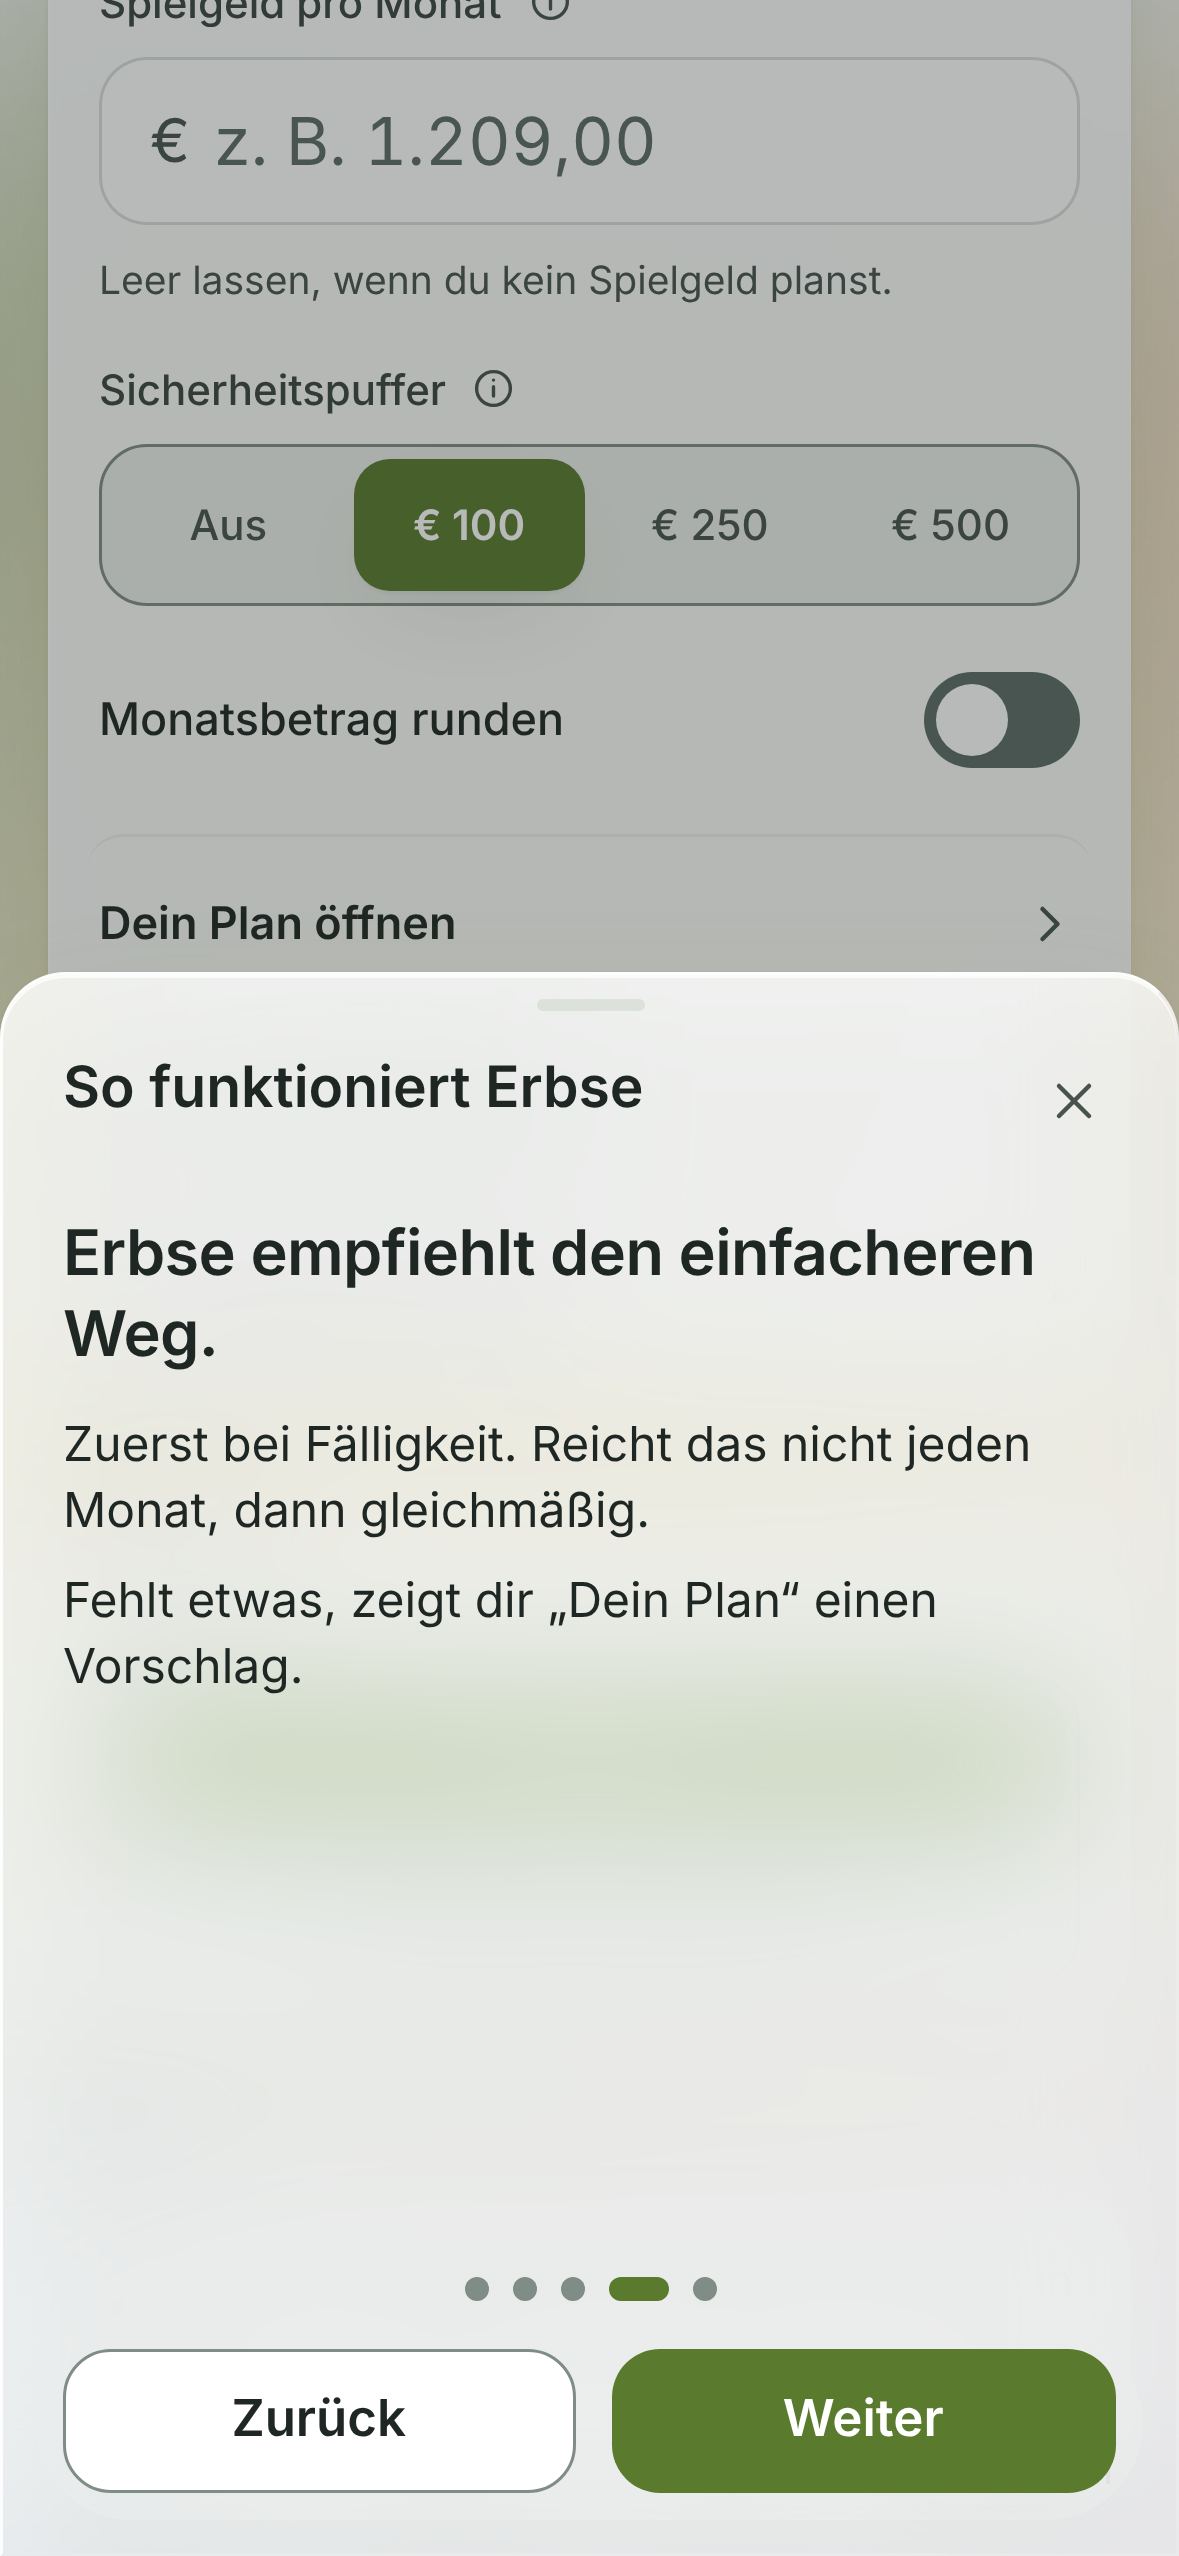 Spielgeld pro Monat
€ z. B. 1.209,00
Leer lassen, wenn du kein Spielgeld planst.
Sicherheitspuffer
Aus € 100 € 250 € 500
Monatsbetrag runden
Dein Plan öffnen
So funktioniert Erbse
Erbse empfiehlt den einfacheren
Weg.
Zuerst bei Fälligkeit. Reicht das nicht jeden
Monat, dann gleichmäßig.
Fehlt etwas, zeigt dir „Dein Plan“ einen
Vorschlag.
Zurück Weiter